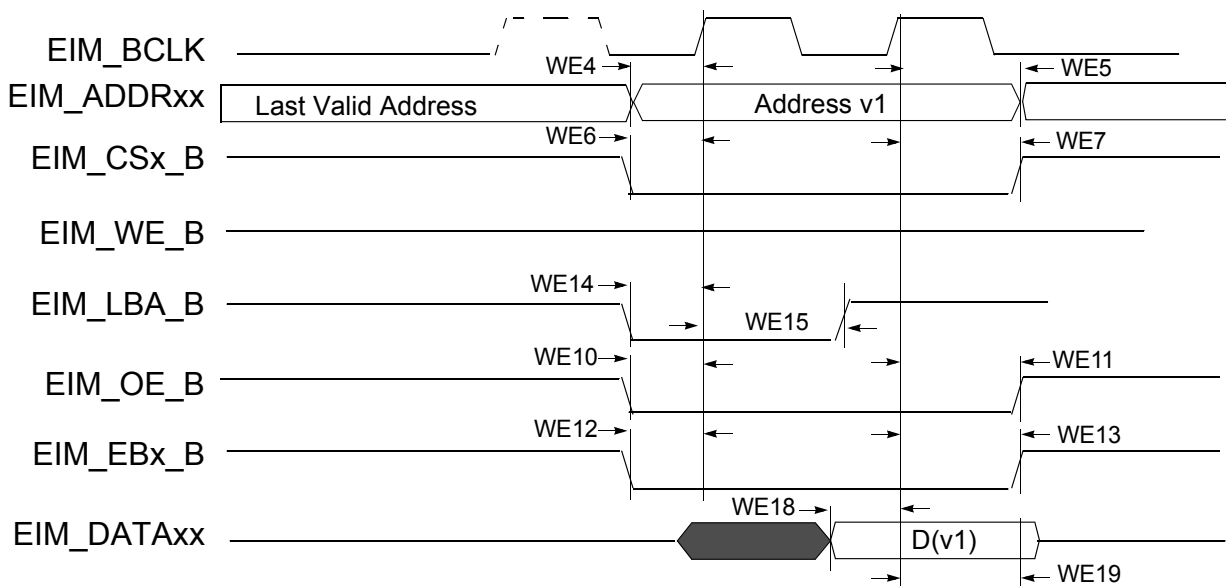 EIM_BCLK
WE4
WE5
EIM_ADDRxx
Last Valid Address
Address v1
WE6
WE7
EIM_CSx_B
EIM_WE_B
WE14
EIM_LBA_B
WE15
WE10
WE11
EIM_OE_B
WE12
WE13
EIM_EBx_B
WE18
EIM_DATAxx
D(v1)
WE19